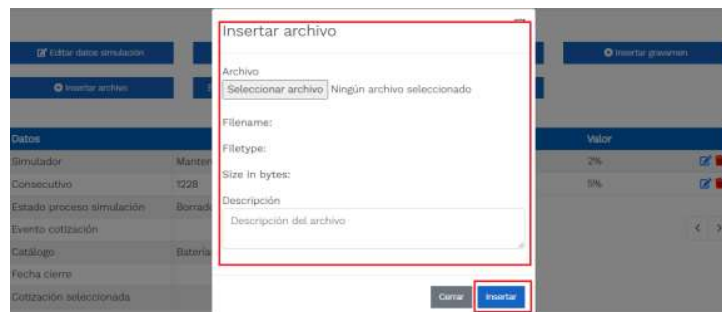 Insertar archivo
Editar datos simulación
Insertar gravamen
Insertar archivo
Archivo
Seleccionar archivo Ningún archivo seleccionado
Filename:
Filetype:
Size in bytes:
Descripción
Descripción del archivo
Datos
Valor
Simulador
2%
Consecutivo 1228
5%
Estado proceso simulación
Evento cotización
Catálogo
Fecha cierre
Cotización seleccionada
Cerrar Insertar